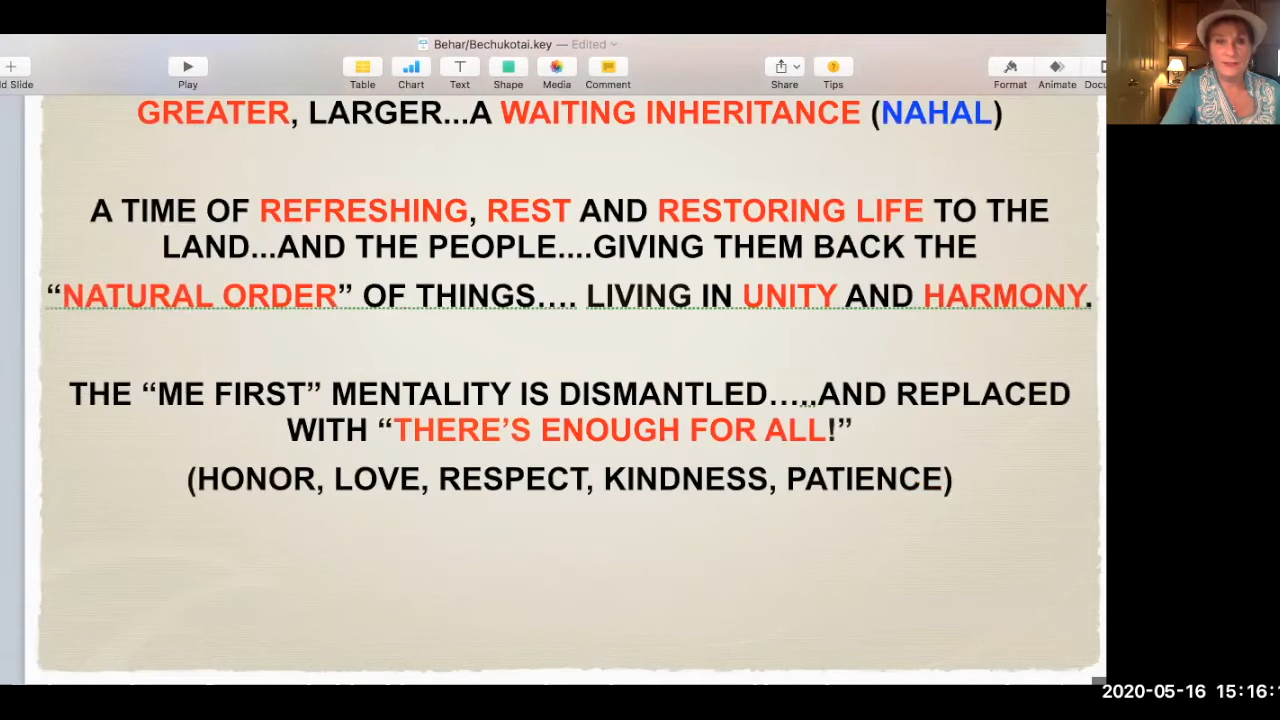 Behar/Bechukotai.key — Edited
d Slide
Play
Table
Chart
Text
Shape
Media
Comment
Share
Tips
Format
Animate
GREATER, LARGER...A WAITING INHERITANCE (NAHAL)
A TIME OF REFRESHING, REST AND RESTORING LIFE TO THE
LAND...AND THE PEOPLE....GIVING THEM BACK THE
“NATURAL ORDER” OF THINGS…. LIVING IN UNITY AND HARMONY.
THE “ME FIRST” MENTALITY IS DISMANTLED…..AND REPLACED
WITH “THERE’S ENOUGH FOR ALL!”
(HONOR, LOVE, RESPECT, KINDNESS, PATIENCE)
2020-05-16 15:16: